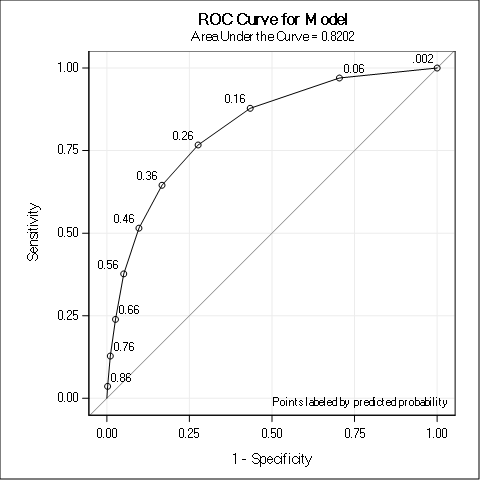 ROC Curve for Model
Area Under the Curve = 0.8202
1.00
0.75
0.50
0.25
0.00
Sensitivity
.002
0.06
0.16
0.26
0.36
0.46
0.56
0.66
0.76
0.86
Points labeled by predicted probability
0.00 0.25 0.50 0.75 1.00
1 - Specificity